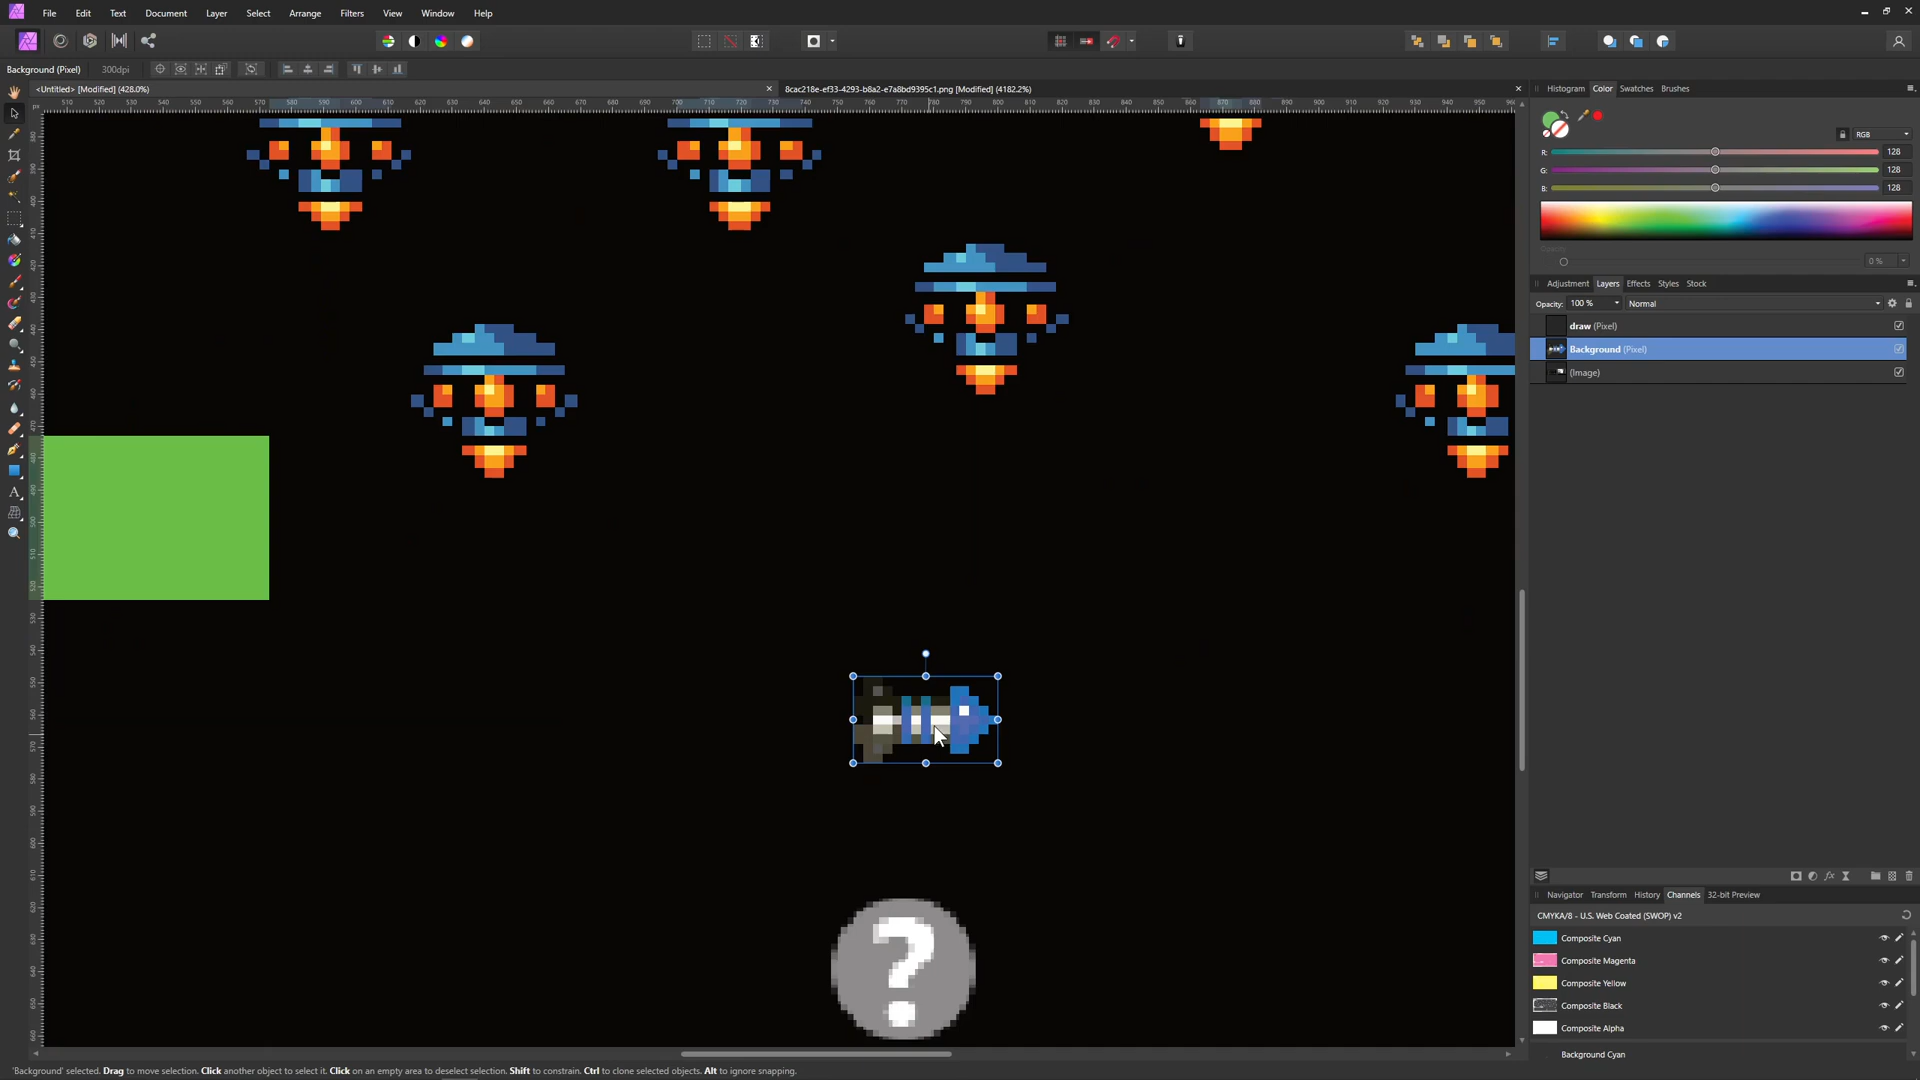 File Edit Text Document Layer Select Arrange Filters View Window Help
Background (Pixel) 300dpi
<Untitled> [Modified] (428.0%)
8cac218e-ef33-4293-b8a2-e7a8bd9395c1.png [Modified] (4182.2%)
Histogram Color Swatches Brushes
RGB
R: 128
G: 128
B: 128
0 %
Adjustment Layers Effects Styles Stock
Opacity: 100 % Normal
draw (Pixel)
Background (Pixel)
(Image)
?
Navigator Transform History Channels 32-bit Preview
CMYKA/8 - U.S. Web Coated (SWOP) v2
Composite Cyan
Composite Magenta
Composite Yellow
Composite Black
Composite Alpha
Background Cyan
'Background' selected. Drag to move selection. Click another object to select it. Click on an empty area to deselect selection. Shift to constrain. Ctrl to clone selected objects. Alt to ignore snapping.